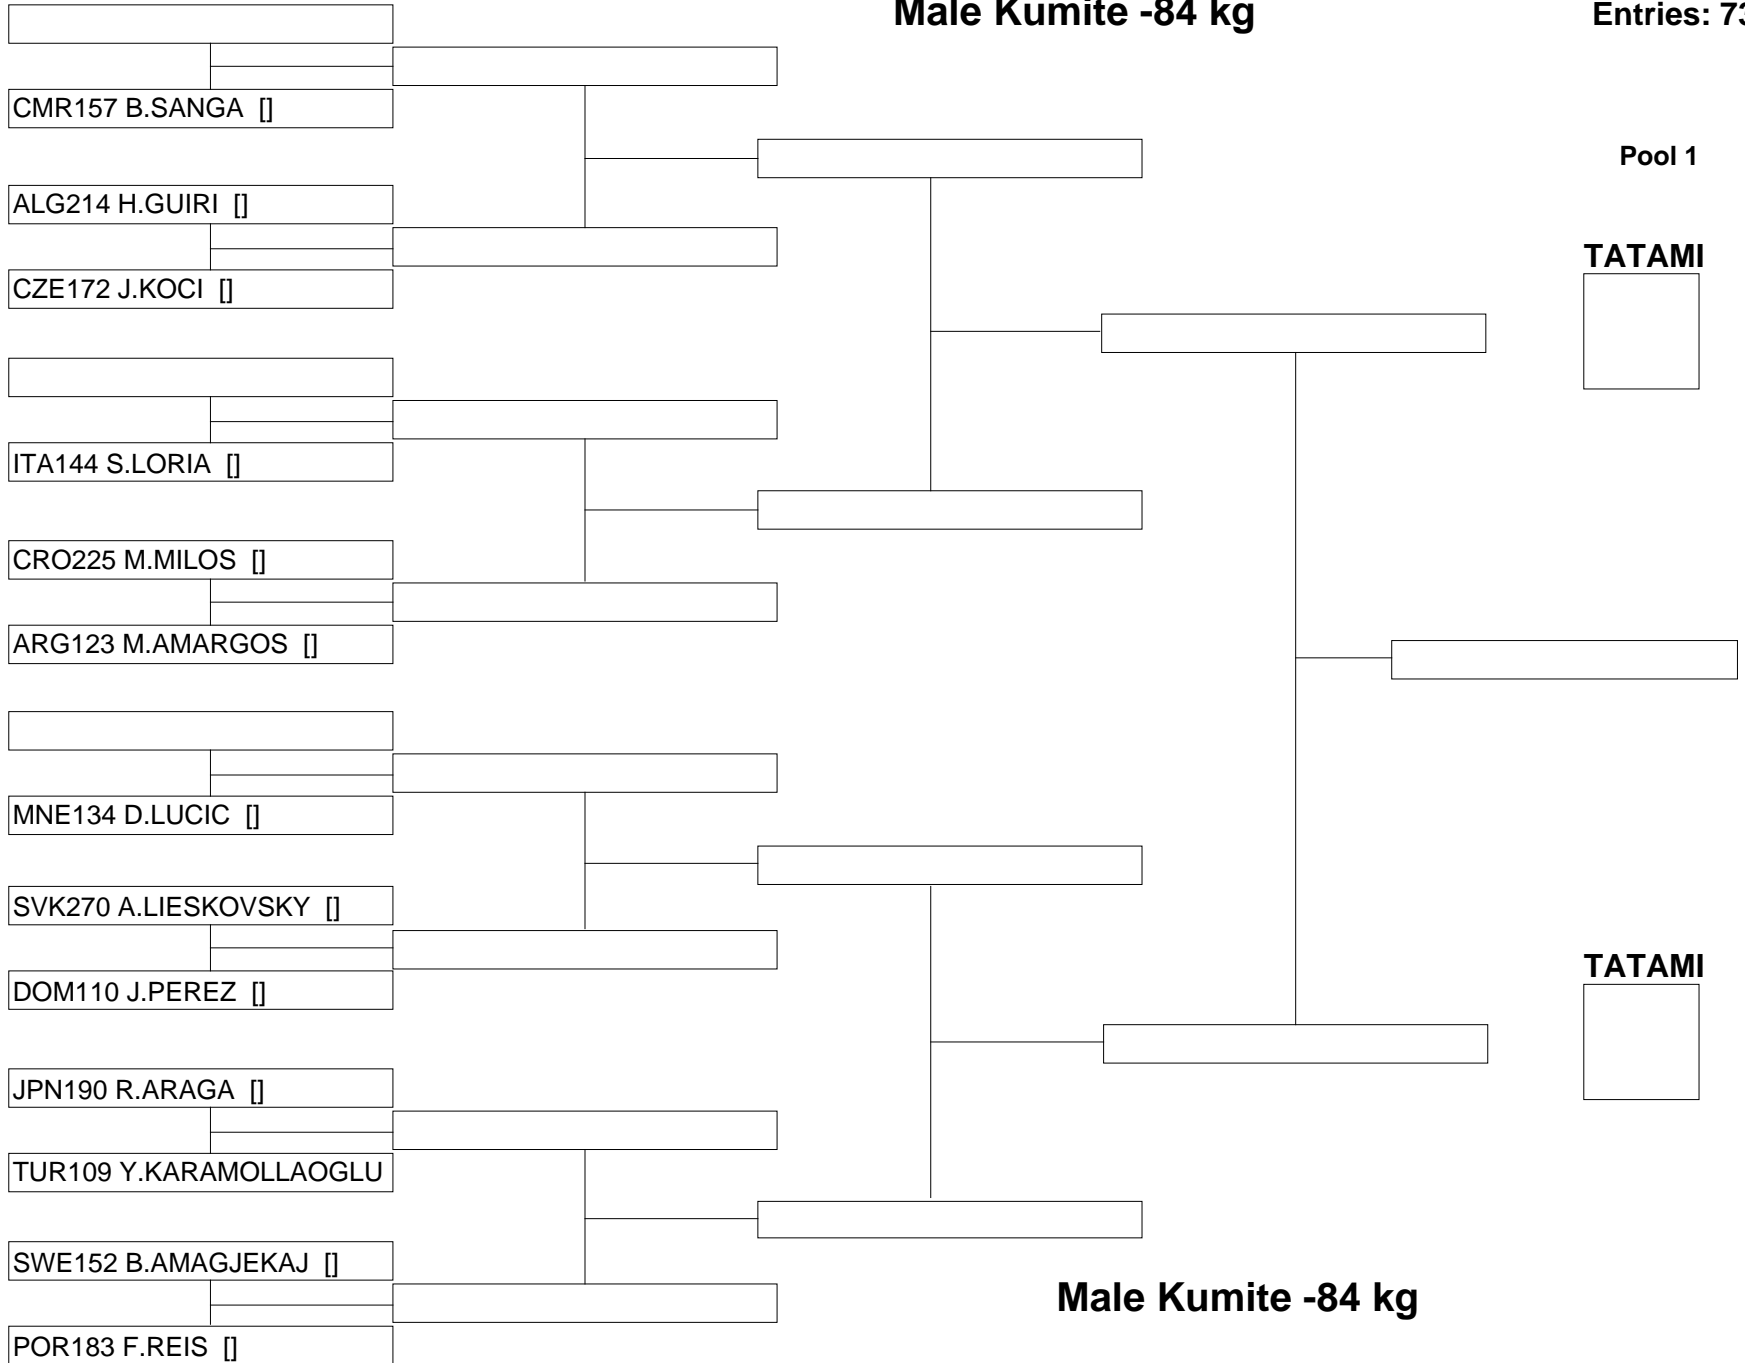 Male Kumite -84 kg
Entries: 73
CMR157 B.SANGA []
Pool 1
ALG214 H.GUIRI []
TATAMI
CZE172 J.KOCI []
ITA144 S.LORIA []
CRO225 M.MILOS []
ARG123 M.AMARGOS []
MNE134 D.LUCIC []
SVK270 A.LIESKOVSKY []
TATAMI
DOM110 J.PEREZ []
JPN190 R.ARAGA []
TUR109 Y.KARAMOLLAOGLU
SWE152 B.AMAGJEKAJ []
Male Kumite -84 kg
POR183 F.REIS []